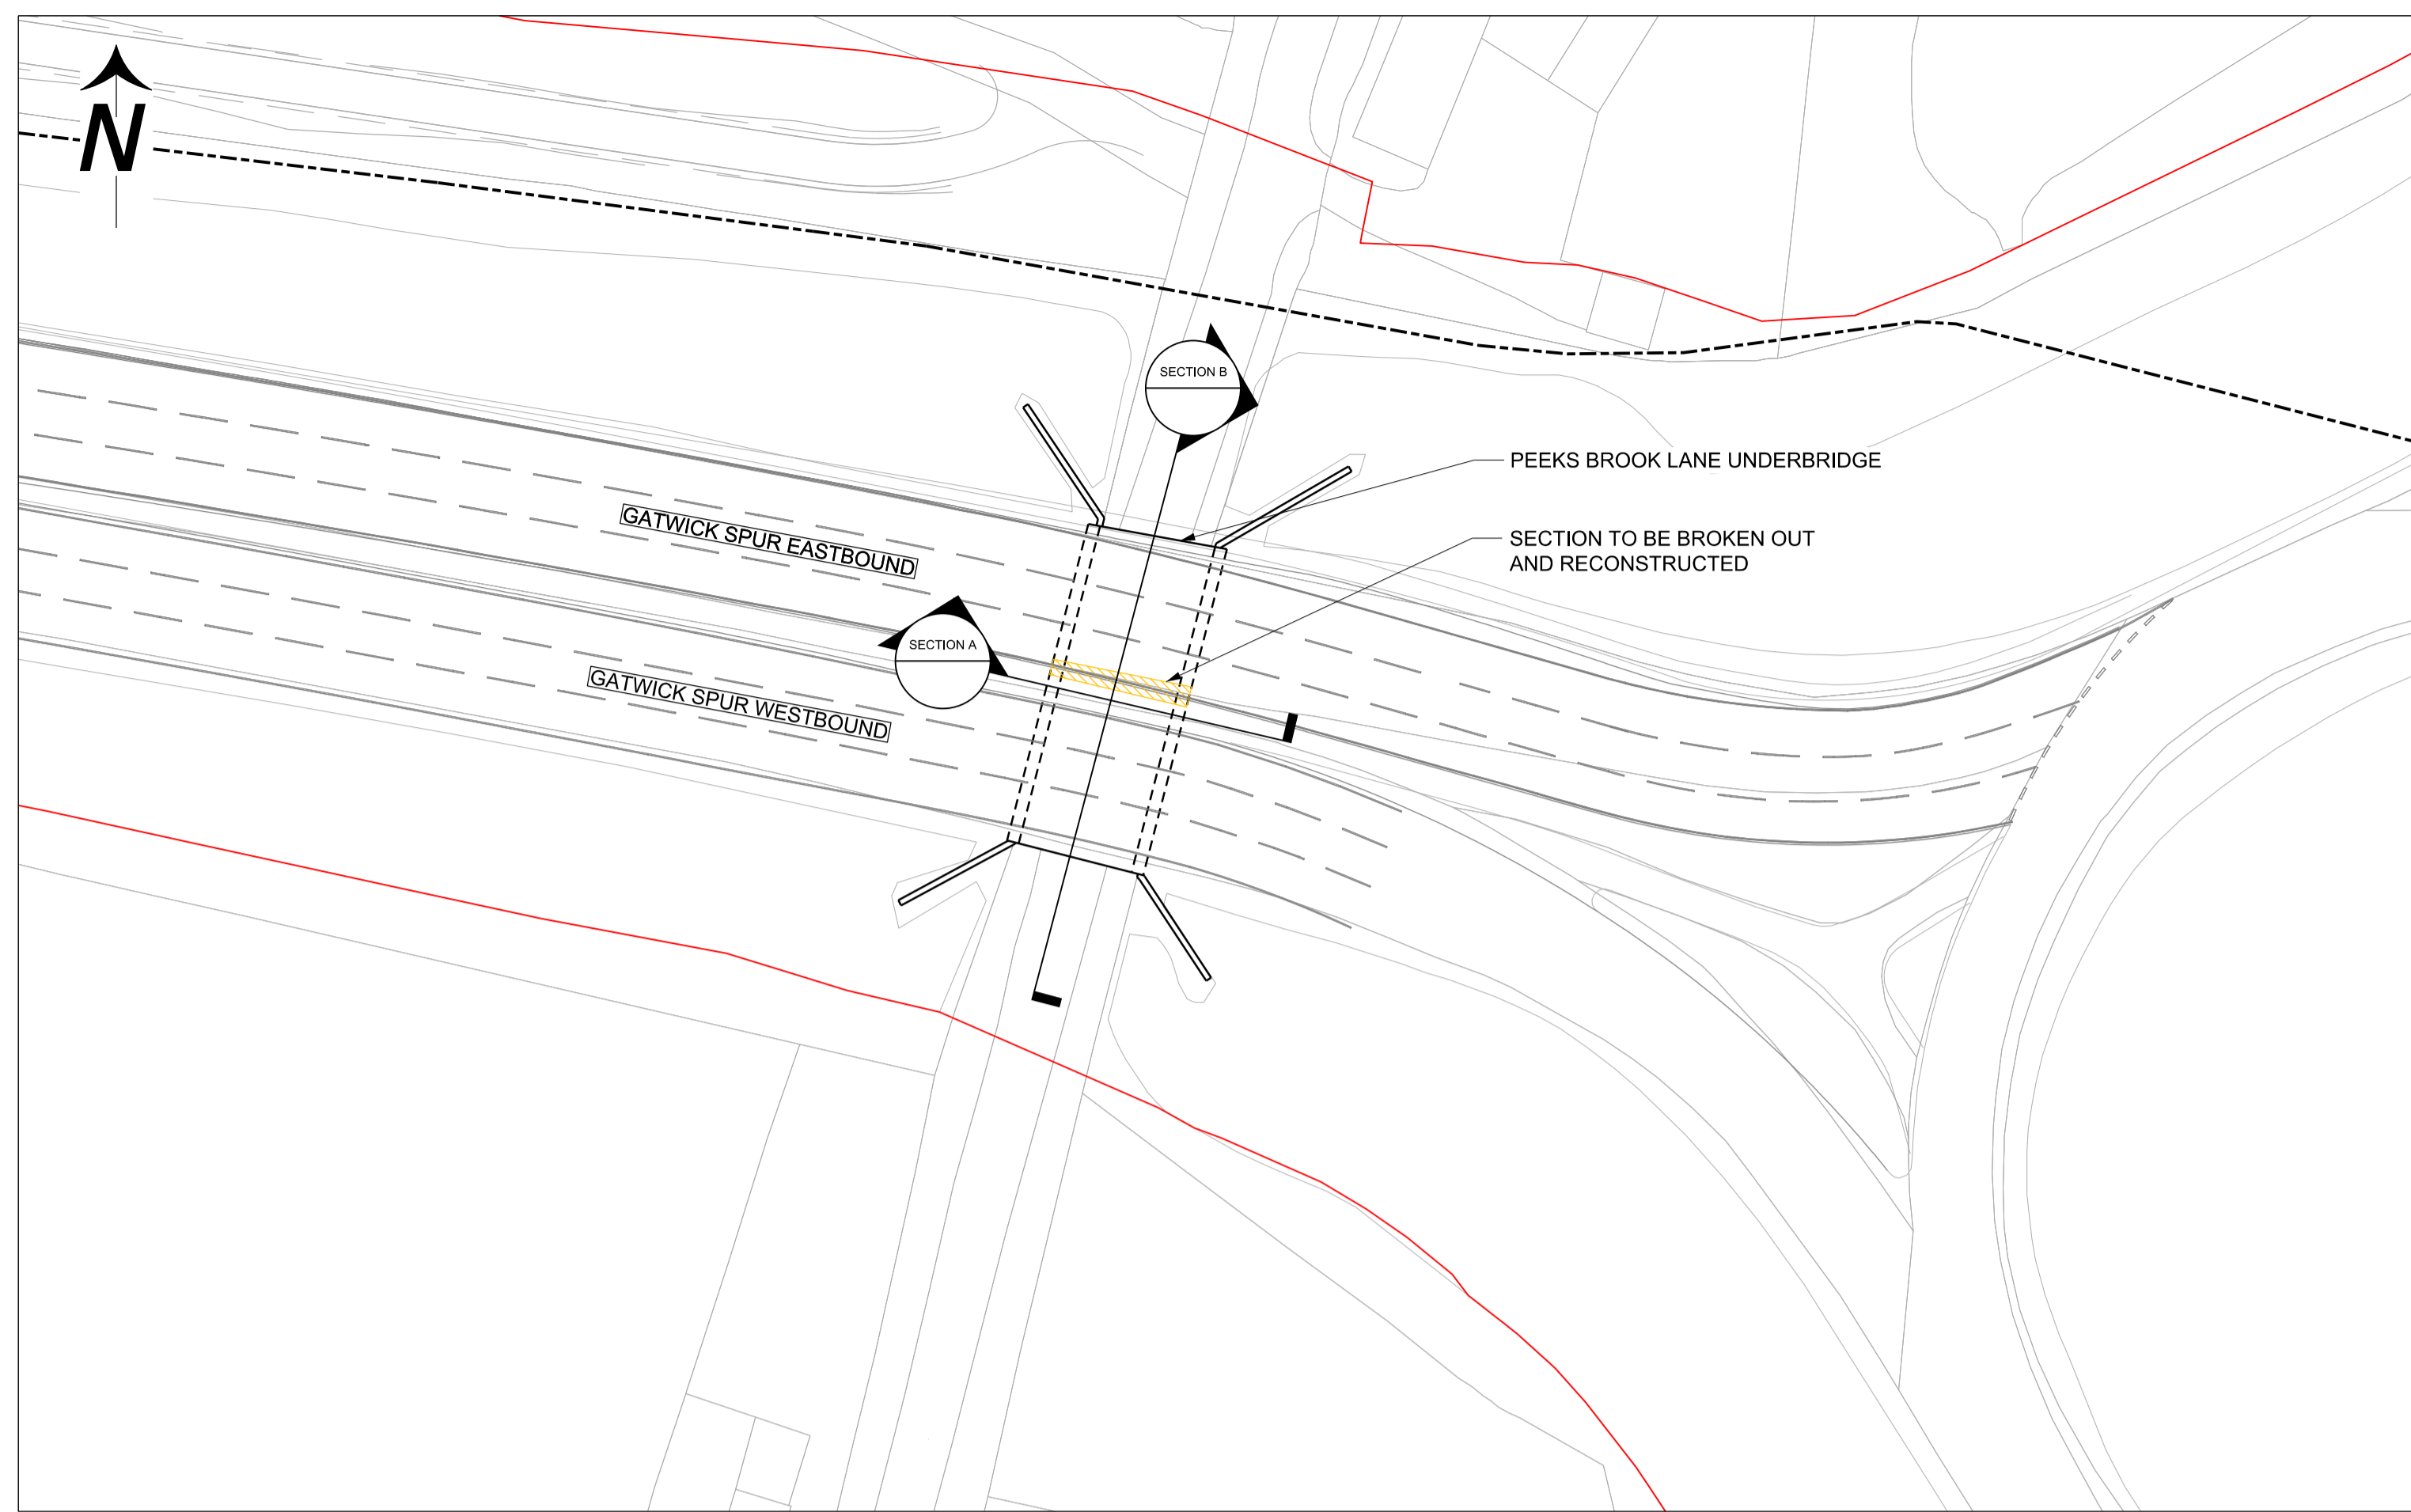 N
SECTION B
PEEKS BROOK LANE UNDERBRIDGE
GATWICK SPUR EASTBOUND
SECTION TO BE BROKEN OUT
AND RECONSTRUCTED
SECTION A
GATWICK SPUR WESTBOUND